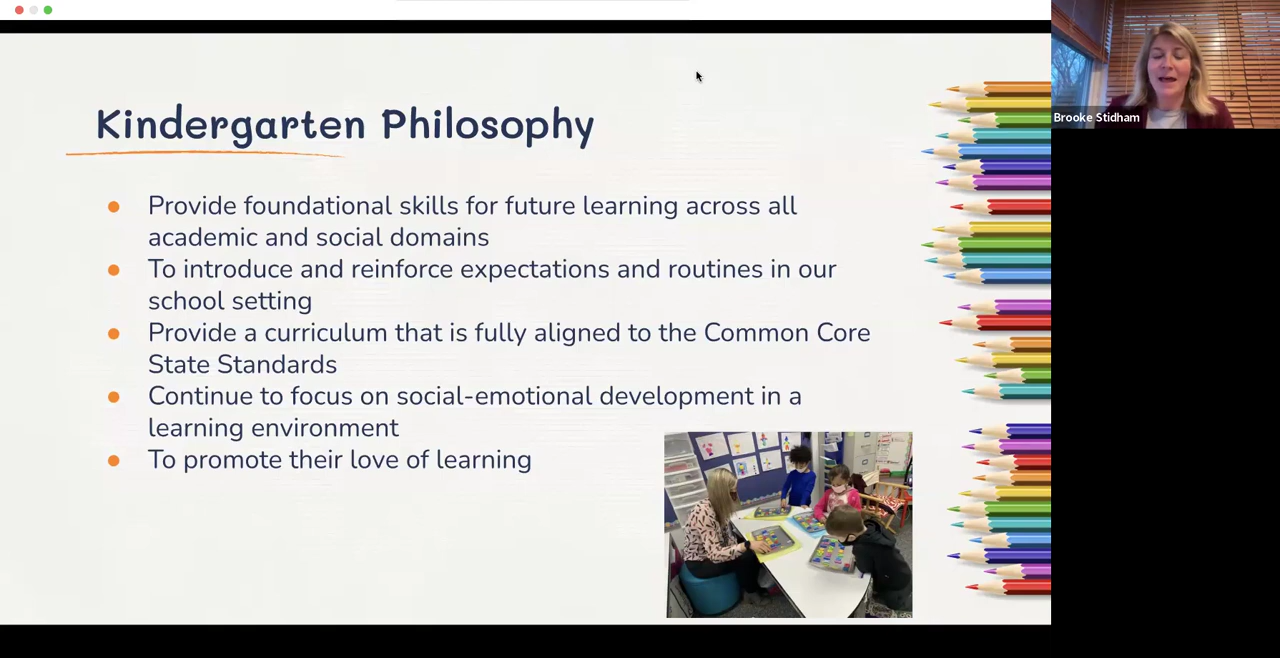 Kindergarten Philosophy
Provide foundational skills for future learning across all
academic and social domains
To introduce and reinforce expectations and routines in our
school setting
Provide a curriculum that is fully aligned to the Common Core
State Standards
Continue to focus on social-emotional development in a
learning environment
To promote their love of learning
Brooke Stidham